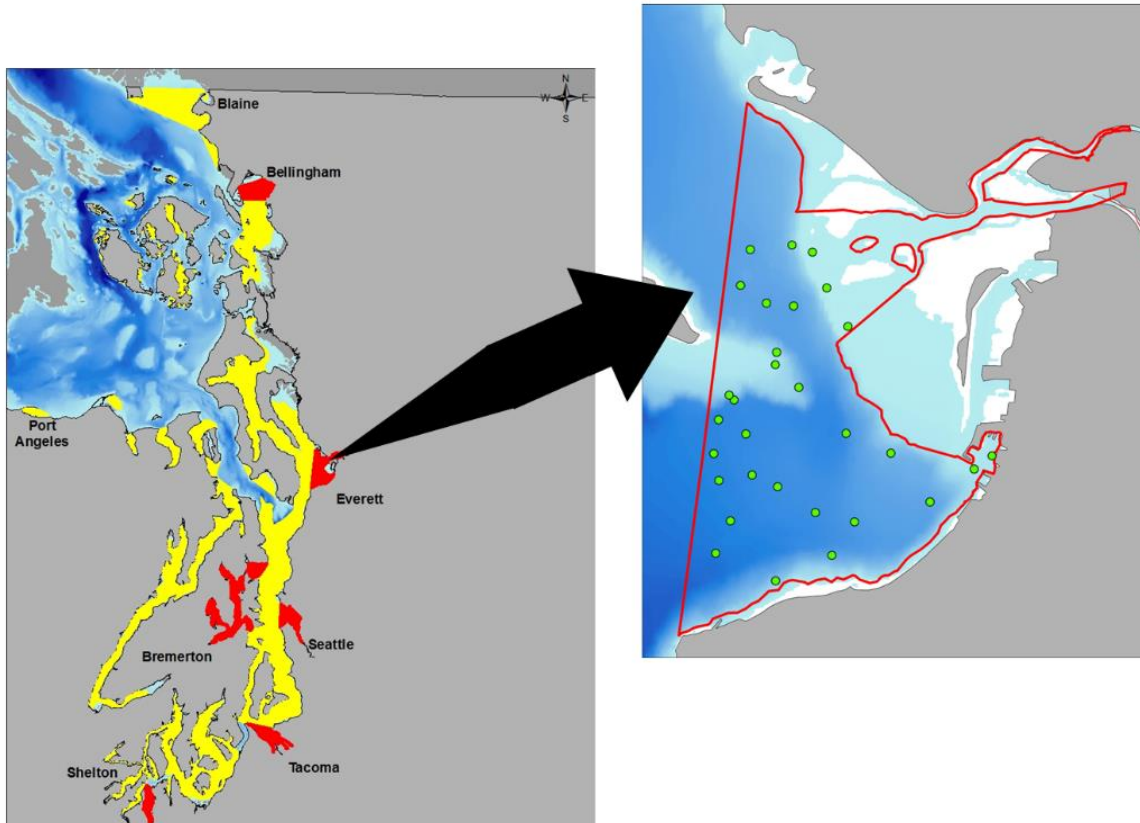 N
W E
S
Blaine
Bellingham
Port
Angeles
Everett
Seattle
Bremerton
Tacoma
Shelton